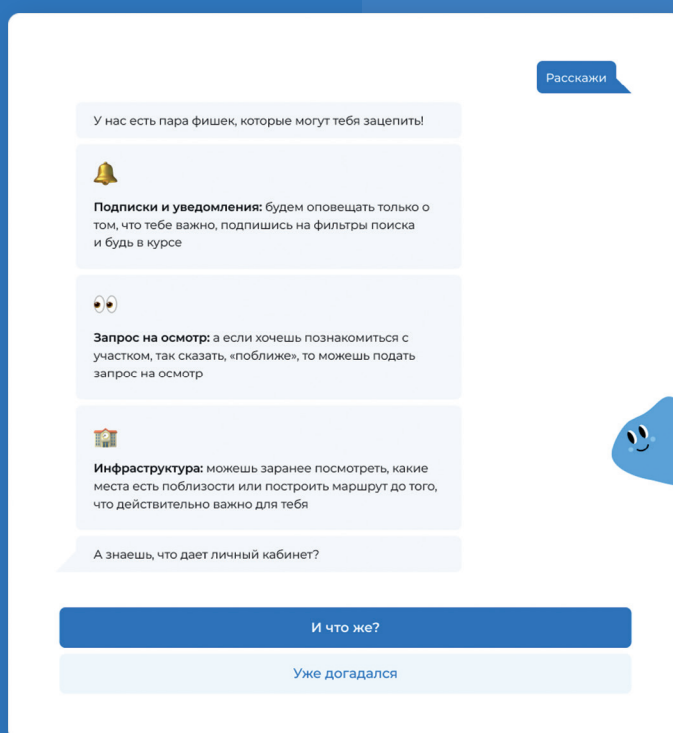 Расскажи
У нас есть пара фишек, которые могут тебя зацепить!
Подписки и уведомления: будем оповещать только о
том, что тебе важно, подпишись на фильтры поиска
и будь в курсе
Запрос на осмотр: а если хочешь познакомиться с
участком, так сказать, «поближе», то можешь подать
запрос на осмотр
Инфраструктура: можешь заранее посмотреть, какие
места есть поблизости или построить маршрут до того,
что действительно важно для тебя
А знаешь, что дает личный кабинет?
И что же?
Уже догадался